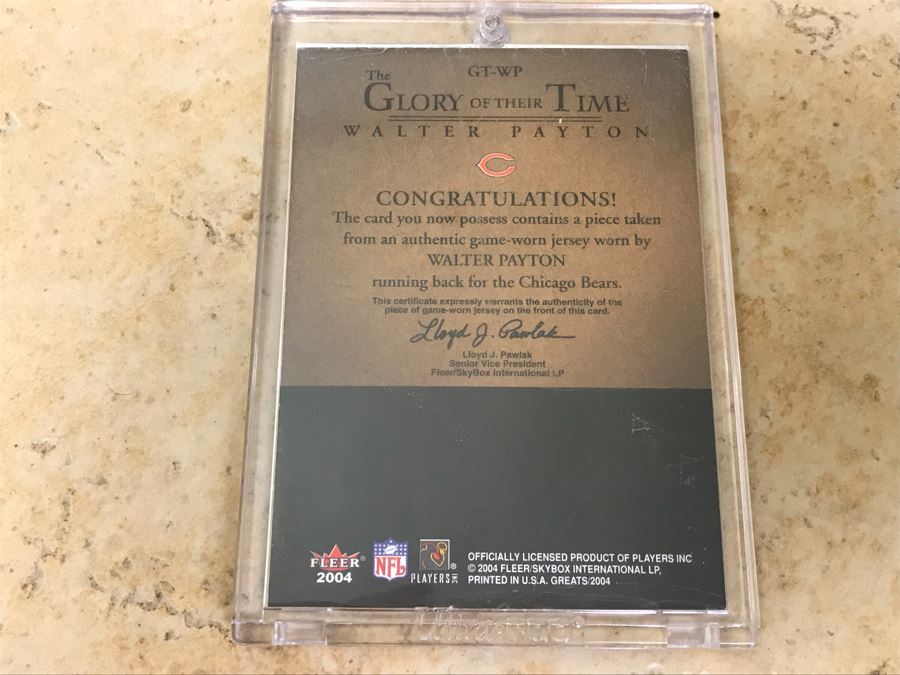 GT-WP
The
GLORY OF THEIR TIME
WALTER PAYTON
C
CONGRATULATIONS!
The card you now possess contains a piece taken
from an authentic game-worn jersey worn by
WALTER PAYTON
running back for the Chicago Bears.
This certificate expressly warrants the authenticity of the
piece of game-worn jersey on the front of this card.
Lloyd J. Pawlak
Lloyd J. Pawlak
Senior Vice President
Fleer/SkyBox International LP
FLEER®
2004
NFL
PLAYERS INC
®
OFFICIALLY LICENSED PRODUCT OF PLAYERS INC
© 2004 FLEER/SKYBOX INTERNATIONAL LP,
PRINTED IN U.S.A. GREATS/2004